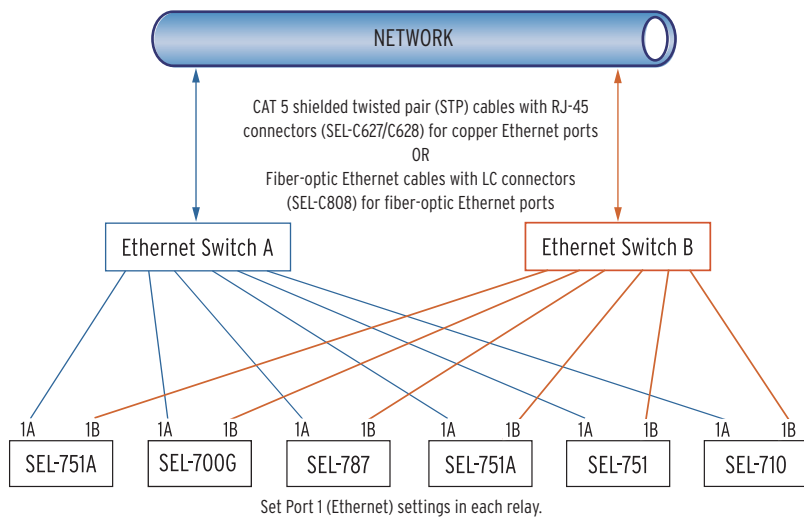 NETWORK
CAT 5 shielded twisted pair (STP) cables with RJ-45
connectors (SEL-C627/C628) for copper Ethernet ports
OR
Fiber-optic Ethernet cables with LC connectors
(SEL-C808) for fiber-optic Ethernet ports
Ethernet Switch A
Ethernet Switch B
1A 1B 1A 1B 1A 1B 1A 1B 1A 1B 1A 1B
SEL-751A SEL-700G SEL-787 SEL-751A SEL-751 SEL-710
Set Port 1 (Ethernet) settings in each relay.